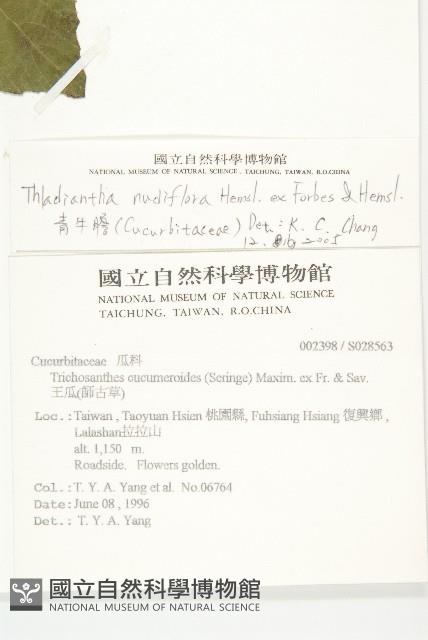 國立自然科學博物館
NATIONAL MUSEUM OF NATURAL SCIENCE, TAICHUNG, TAIWAN, R.O.CHINA
Thladiantha nudiflora Hemsl. ex Forbes & Hemsl.
青牛膽 (Cucurbitaceae) Det.: K. C. Chang
12. 2005
國立自然科學博物館
NATIONAL MUSEUM OF NATURAL SCIENCE
TAICHUNG, TAIWAN, R.O.CHINA
002398 / S028563
Cucurbitaceae 瓜科
Trichosanthes cucumeroides (Seringe) Maxim. ex Fr. & Sav.
王瓜(師古草)
Loc.: Taiwan , Taoyuan Hsien 桃園縣, Fuhsiang Hsiang 復興鄉 ,
Lalashan拉拉山
alt. 1,150 m.
Roadside. Flowers golden.
Col.: T. Y. A. Yang et al. No.06764
Date: June 08 , 1996
Det.: T. Y. A. Yang
國立自然科學博物館
NATIONAL MUSEUM OF NATURAL SCIENCE